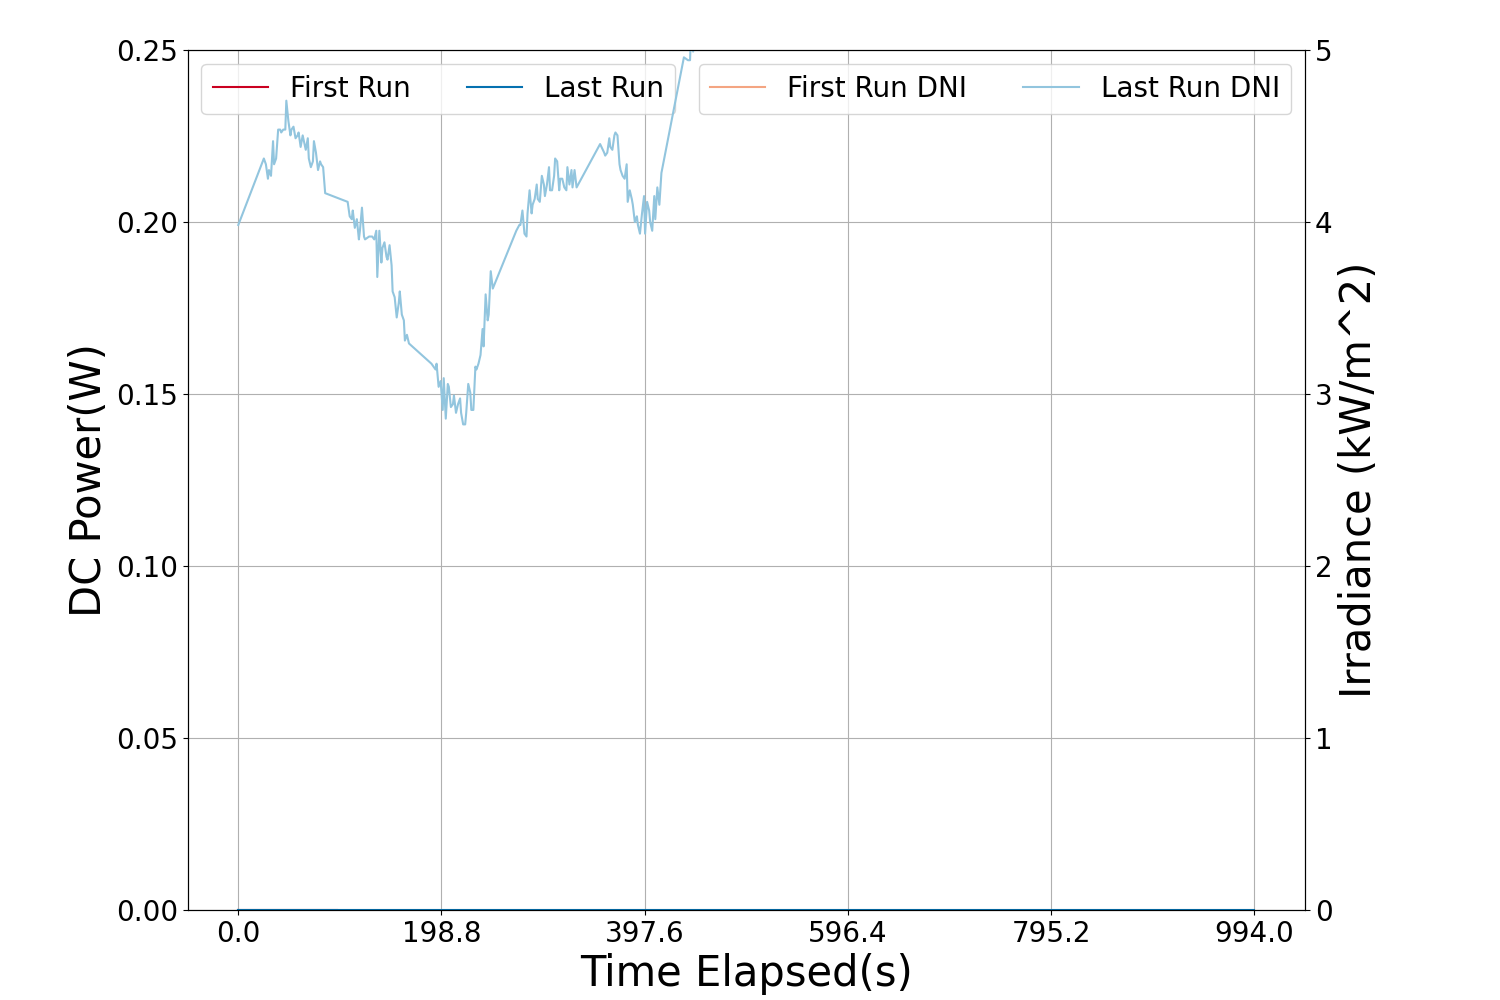 First Run
Last Run
First Run DNI
Last Run DNI
0.25
0.20
0.15
0.10
0.05
0.00
DC Power(W)
5
4
3
2
1
0
Irradiance (kW/m^2)
0.0
198.8
397.6
596.4
795.2
994.0
Time Elapsed(s)